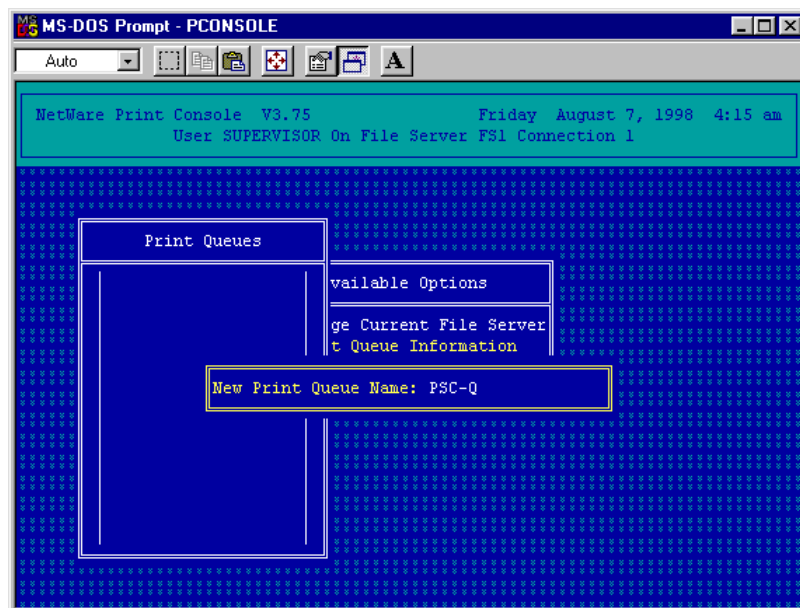 MS-DOS Prompt - PCONSOLE
Auto
A
NetWare Print Console V3.75 Friday August 7, 1998 4:15 am
User SUPERVISOR On File Server FS1 Connection 1
Print Queues
vailable Options
ge Current File Server
t Queue Information
New Print Queue Name: PSC-Q